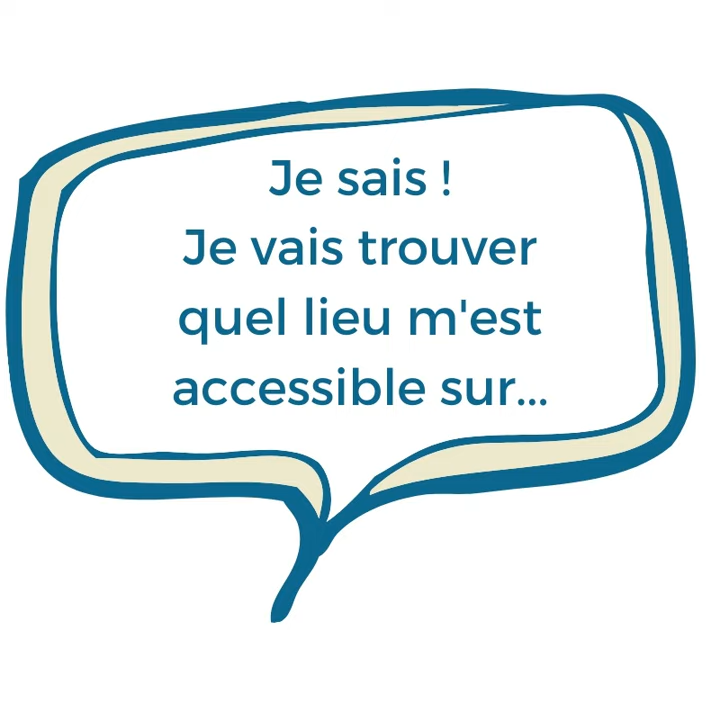 Je sais !
Je vais trouver
quel lieu m'est
accessible sur...